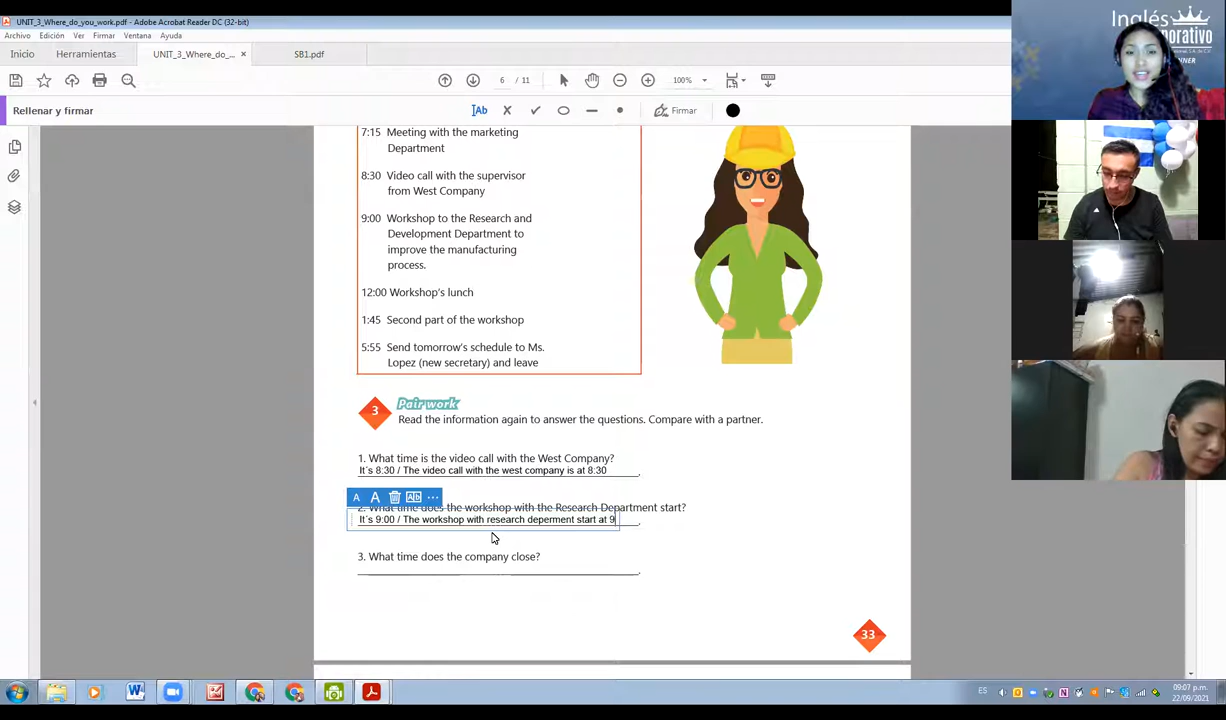 UNIT_3_Where_do_you_work.pdf - Adobe Acrobat Reader DC (32-bit)
Archivo Edición Ver Firmar Ventana Ayuda
Inicio Herramientas UNIT_3_Where_do_... × SB1.pdf
6 / 11 100%
Rellenar y firmar
Ab Firmar
Inglés
orporativo
7:15 Meeting with the marketing
Department
8:30 Video call with the supervisor
from West Company
9:00 Workshop to the Research and
Development Department to
improve the manufacturing
process.
12:00 Workshop's lunch
1:45 Second part of the workshop
5:55 Send tomorrow's schedule to Ms.
Lopez (new secretary) and leave
3 Pair work
Read the information again to answer the questions. Compare with a partner.
1. What time is the video call with the West Company?
It´s 8:30 / The video call with the west company is at 8:30
A A Ab ...
2. What time does the workshop with the Research Department start?
It´s 9:00 / The workshop with research deperment start at 9
3. What time does the company close?
33
ES 09:07 p.m.
22/09/2021